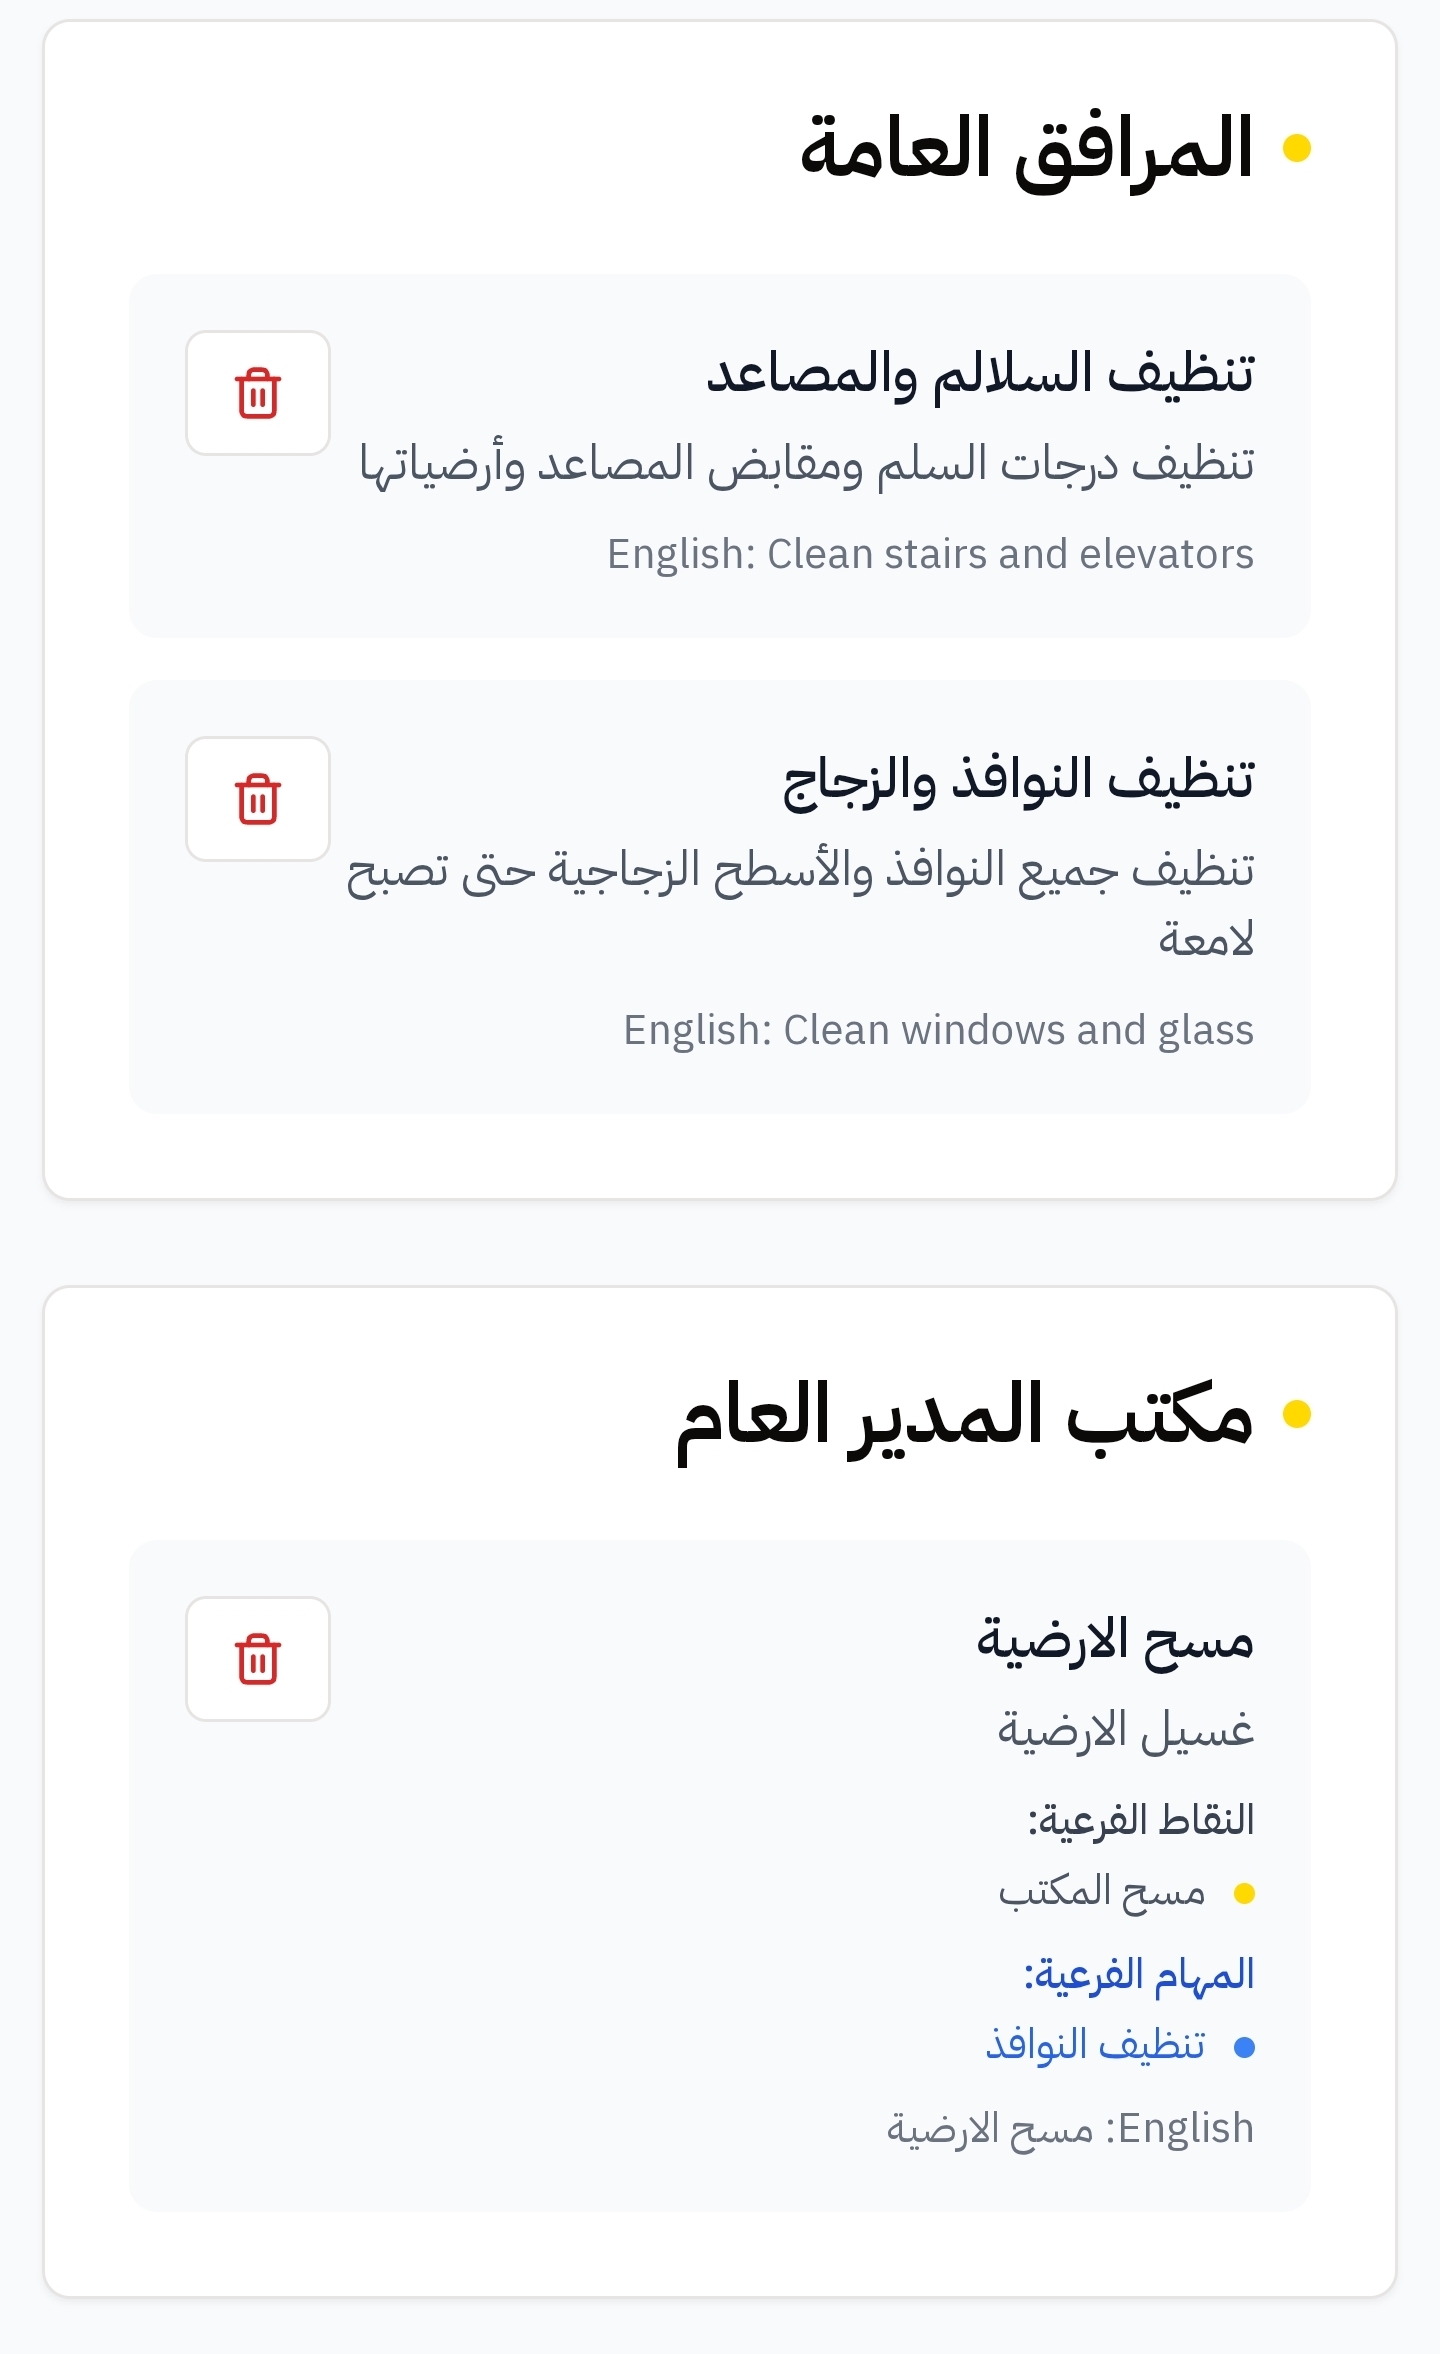 المرافق العامة
تنظيف السلالم والمصاعد
تنظيف درجات السلم ومقابض المصاعد وأرضياتها
English: Clean stairs and elevators
تنظيف النوافذ والزجاج
تنظيف جميع النوافذ والأسطح الزجاجية حتى تصبح
لامعة
English: Clean windows and glass
مكتب المدير العام
مسح الارضية
غسيل الارضية
النقاط الفرعية:
مسح المكتب
المهام الفرعية:
تنظيف النوافذ
English: مسح الارضية